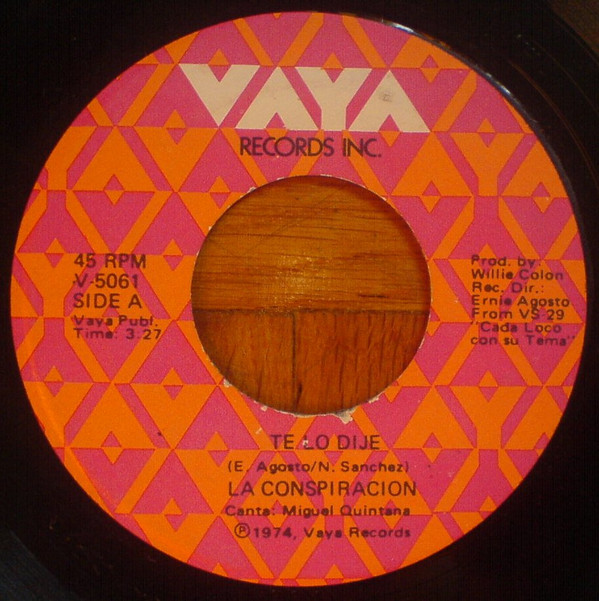 VAYA
RECORDS INC.
45 RPM
V-5061
SIDE A
Vaya Publ.
Time: 3.27
Prod. by:
Willie Colon
Rec. Dir.:
Ernie Agosto
From VS 29
"Cada Loco
con su Tema"
TE LO DIJE
(E. Agosto/N. Sanchez)
LA CONSPIRACION
Canta: Miguel Quintana
Ⓟ1974, Vaya Records